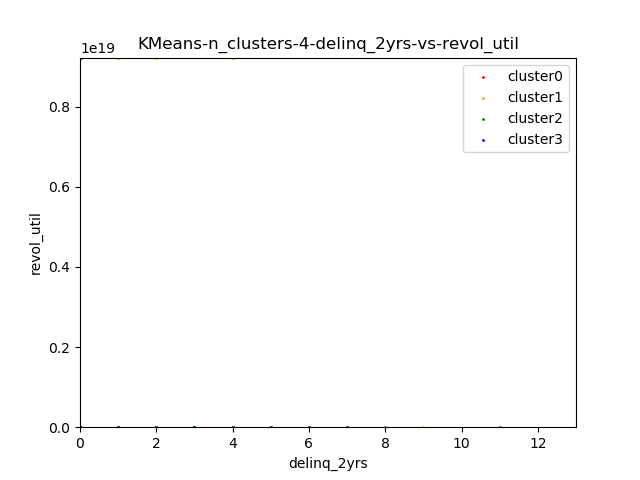 KMeans-n_clusters-4-delinq_2yrs-vs-revol_util
1e19
cluster0
cluster1
cluster2
cluster3
0.8
0.6
0.4
0.2
0.0
revol_util
0 2 4 6 8 10 12
delinq_2yrs